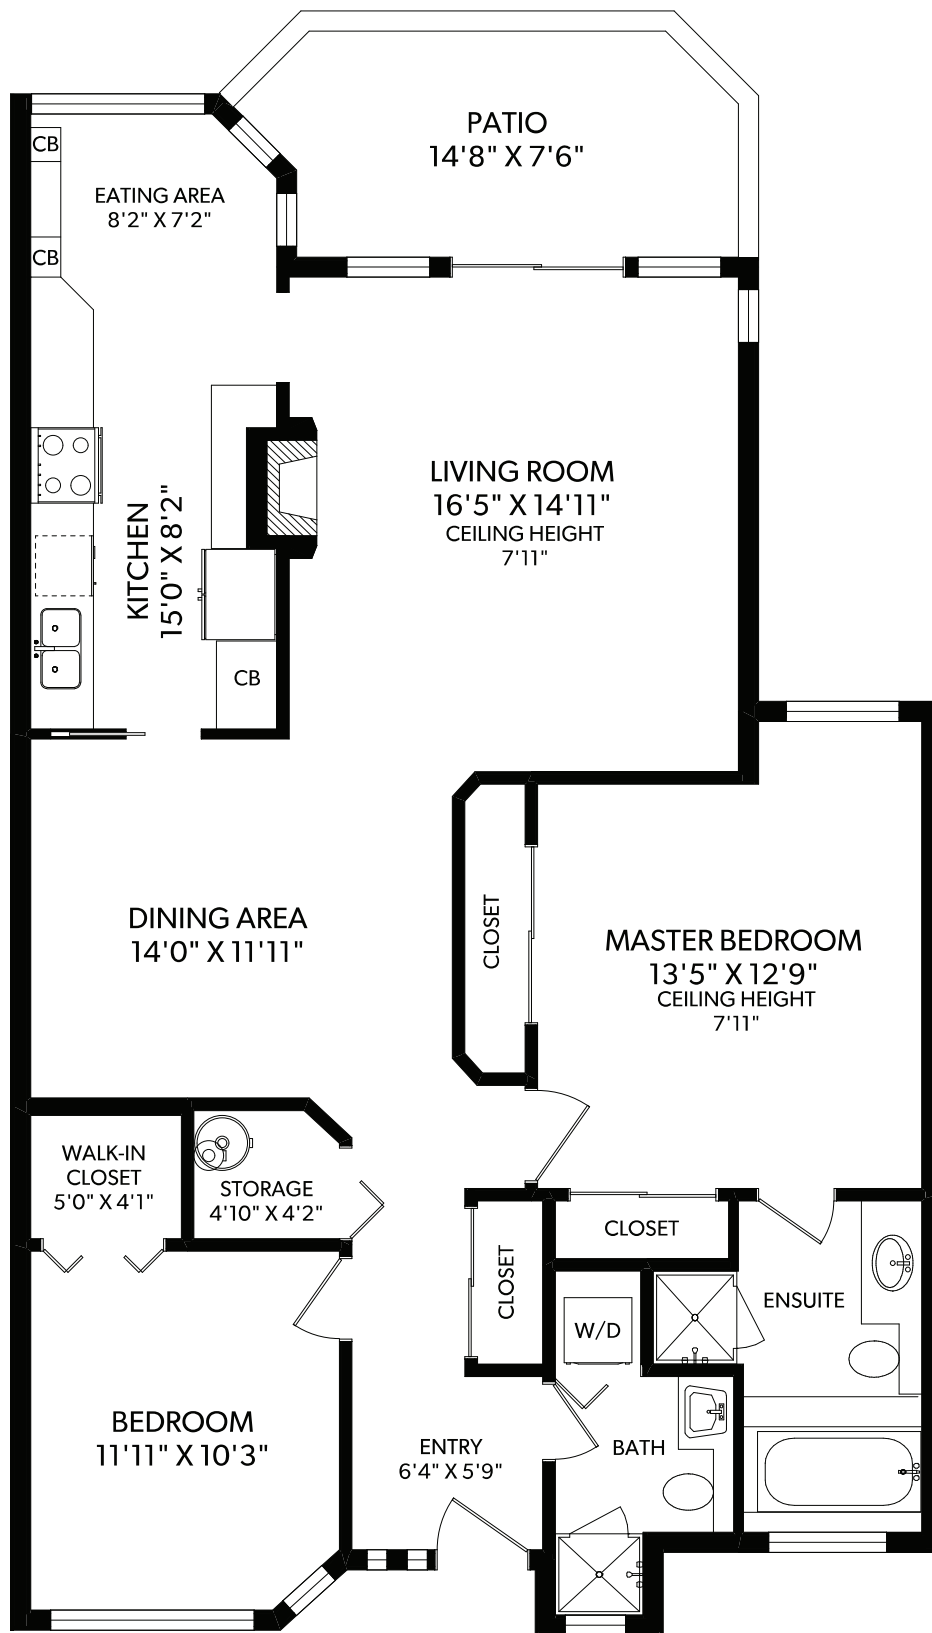 PATIO
14'8" X 7'6"
CB
EATING AREA
8'2" X 7'2"
CB
LIVING ROOM
16'5" X 14'11"
CEILING HEIGHT
7'11"
KITCHEN
15'0" X 8'2"
CB
DINING AREA
14'0" X 11'11"
CLOSET
MASTER BEDROOM
13'5" X 12'9"
CEILING HEIGHT
7'11"
WALK-IN
CLOSET
5'0" X 4'1"
STORAGE
4'10" X 4'2"
CLOSET
CLOSET
ENSUITE
W/D
BEDROOM
11'11" X 10'3"
ENTRY
6'4" X 5'9"
BATH